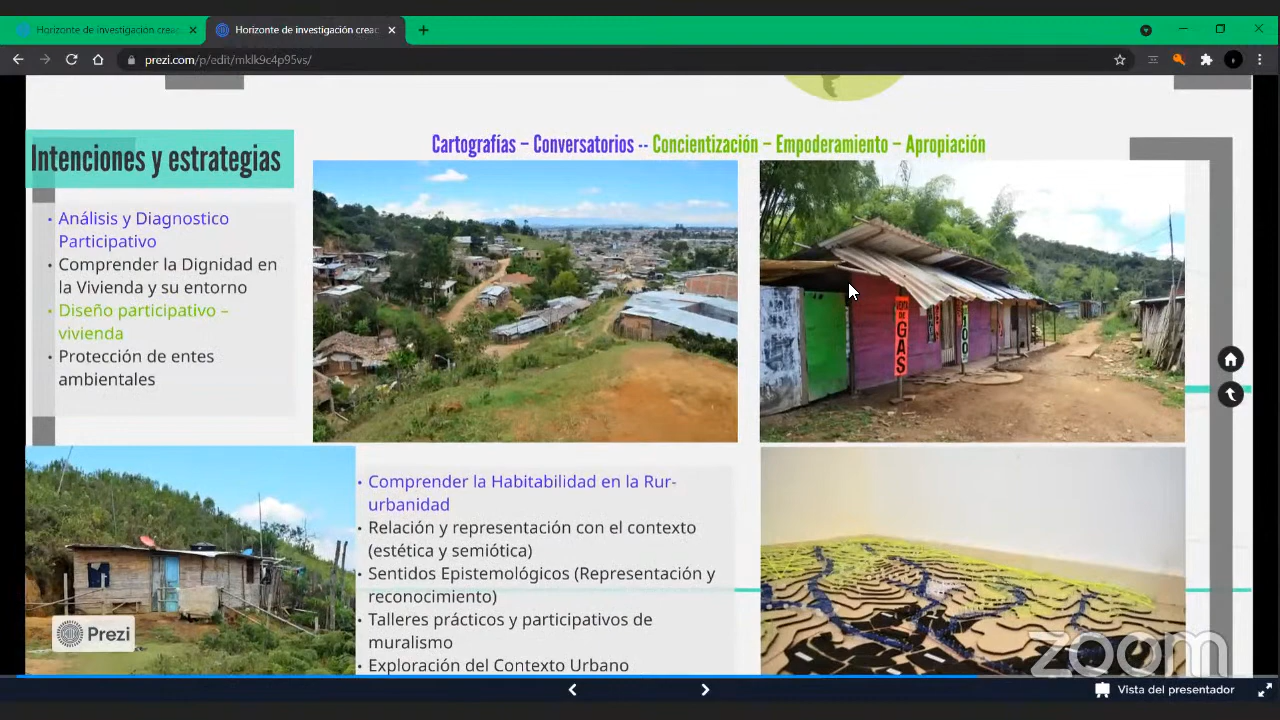 Horizonte de investigación creac
Horizonte de investigación creac
prezi.com/p/edit/mklk9c4p95vs/
Cartografías – Conversatorios -- Concientización – Empoderamiento – Apropiación
Intenciones y estrategias
• Análisis y Diagnostico
Participativo
• Comprender la Dignidad en
la Vivienda y su entorno
• Diseño participativo –
vivienda
• Protección de entes
ambientales
GAS
• Comprender la Habitabilidad en la Rur-
urbanidad
• Relación y representación con el contexto
(estética y semiótica)
• Sentidos Epistemológicos (Representación y
reconocimiento)
• Talleres prácticos y participativos de
muralismo
• Exploración del Contexto Urbano
Prezi
zoom
Vista del presentador